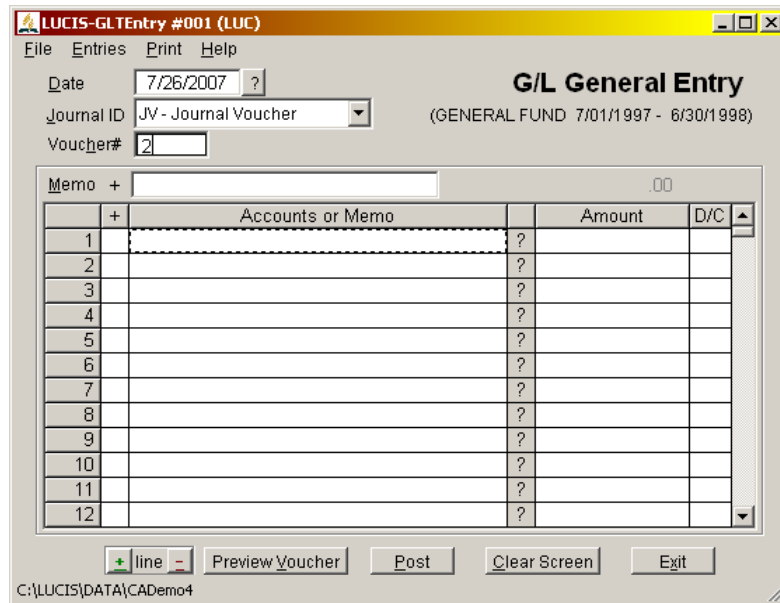 LUCIS-GLTEntry #001 (LUC)
File Entries Print Help
Date 7/26/2007 ? G/L General Entry
Journal ID JV - Journal Voucher (GENERAL FUND 7/01/1997 - 6/30/1998)
Voucher# 2
Memo + .00
+ Accounts or Memo Amount D/C
1 ?
2 ?
3 ?
4 ?
5 ?
6 ?
7 ?
8 ?
9 ?
10 ?
11 ?
12 ?
+ line - Preview Voucher Post Clear Screen Exit
C:\LUCIS\DATA\CADemo4